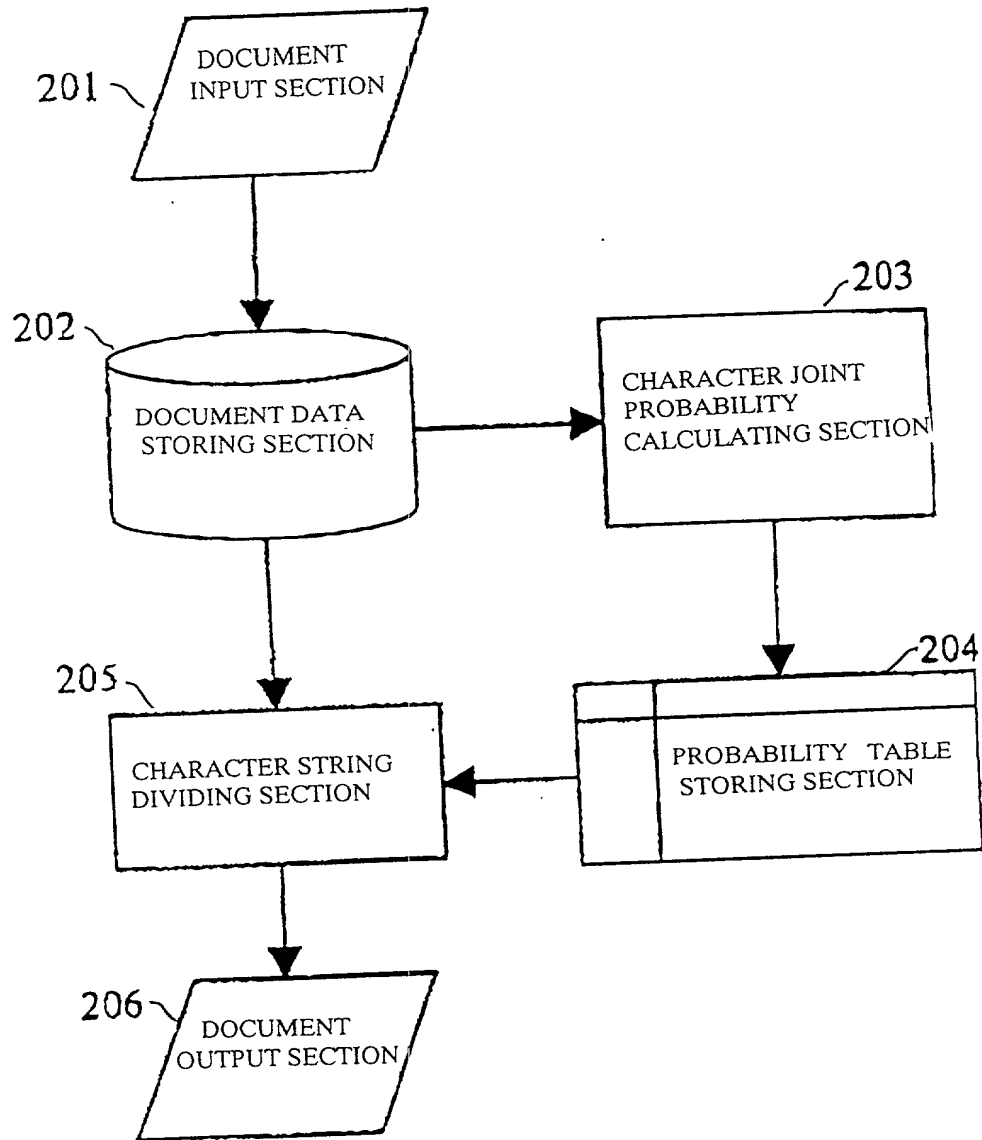 201
DOCUMENT
INPUT SECTION
202
DOCUMENT DATA
STORING SECTION
203
CHARACTER JOINT
PROBABILITY
CALCULATING SECTION
204
PROBABILITY TABLE
STORING SECTION
205
CHARACTER STRING
DIVIDING SECTION
206
DOCUMENT
OUTPUT SECTION